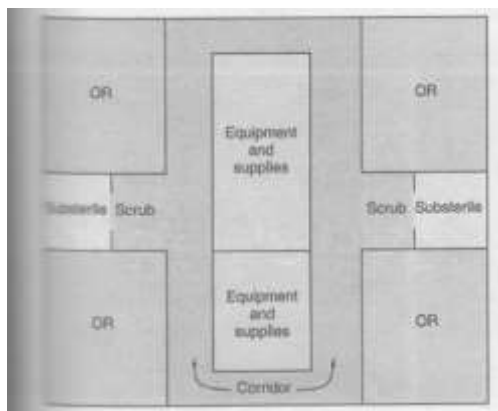 OR
OR
Equipment
and
supplies
Substerile Scrub
Scrub Substerile
Equipment
and
supplies
OR
OR
Corridor